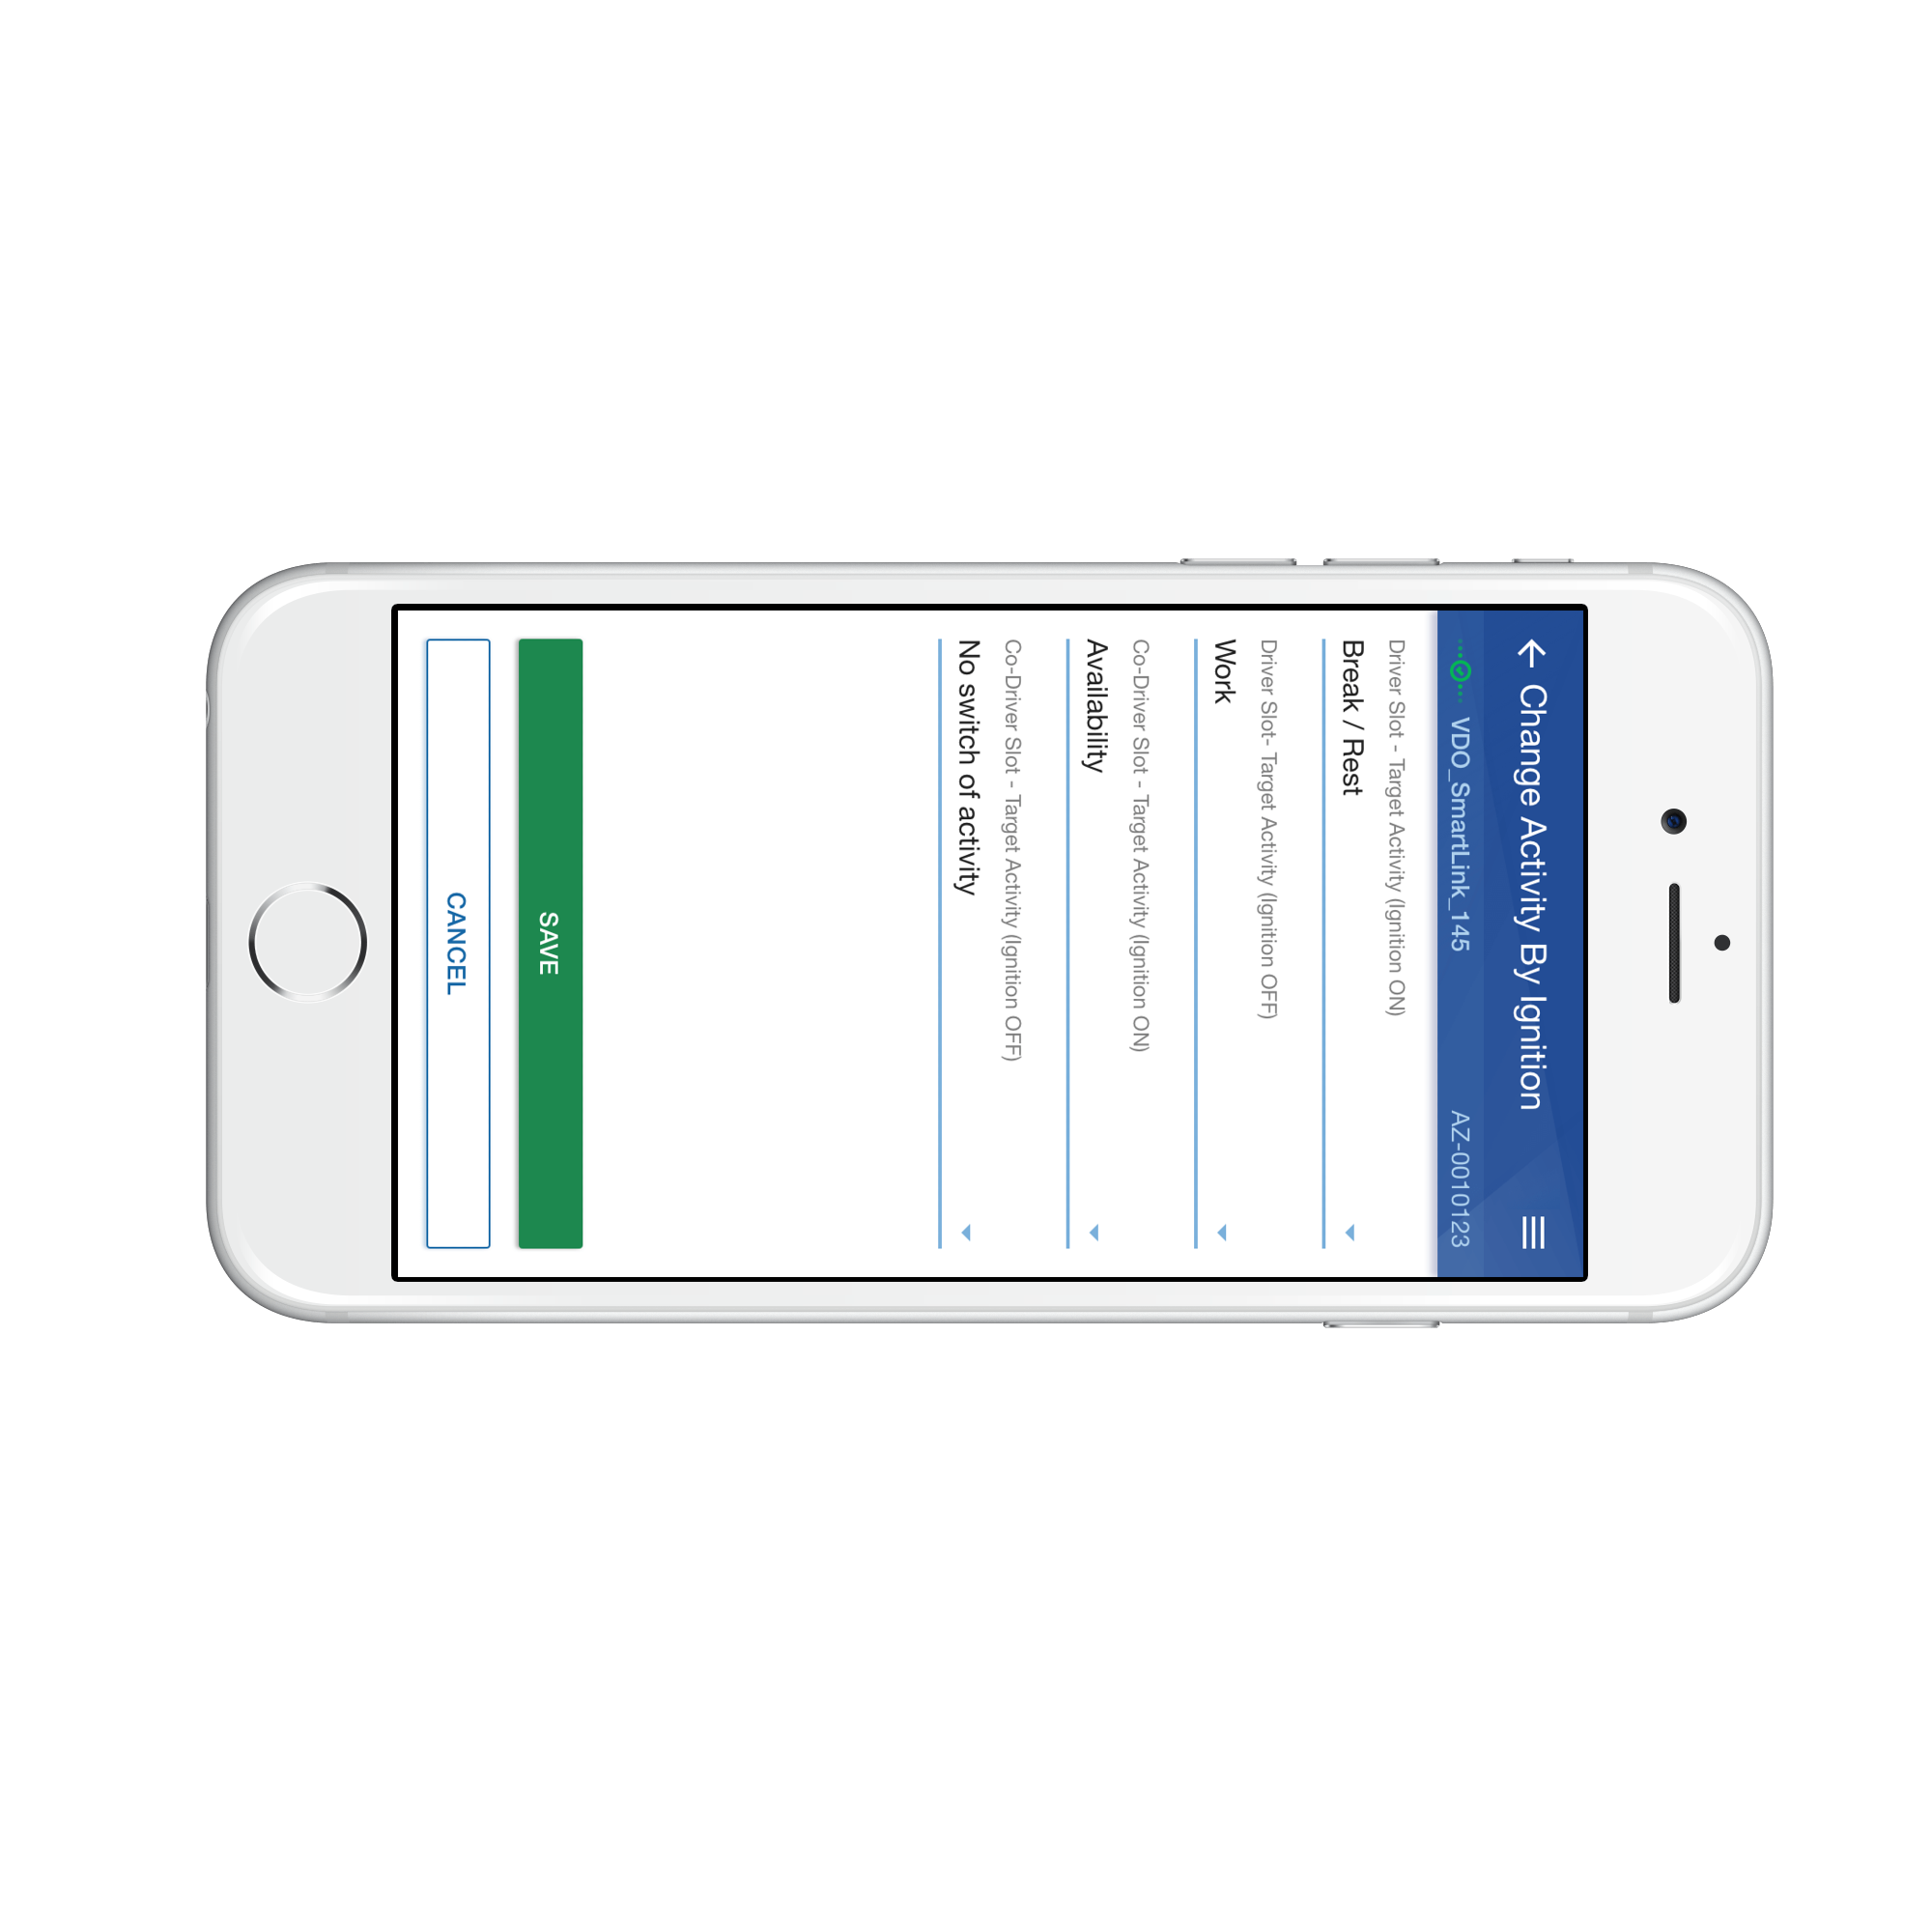 Change Activity By Ignition
VDO_SmartLink_145 AZ-0010123
Driver Slot - Target Activity (Ignition ON)
Break / Rest
Driver Slot- Target Activity (Ignition OFF)
Work
Co-Driver Slot - Target Activity (Ignition ON)
Availability
Co-Driver Slot - Target Activity (Ignition OFF)
No switch of activity
SAVE
CANCEL